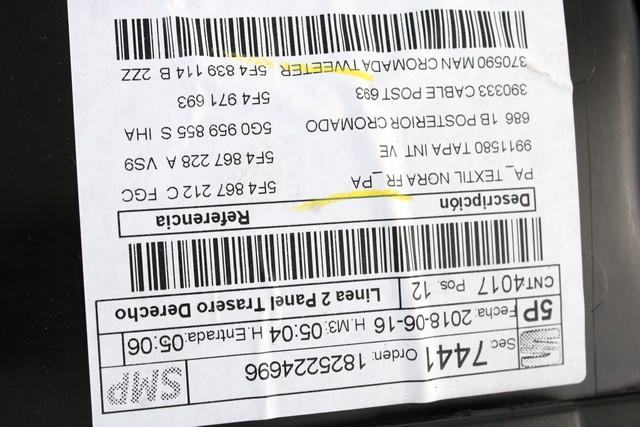 Sec: 7441 Orden: 1825224696 SMP
5P Fecha: 2018-06-16 H.M3: 05:04 H.Entrada: 05:06
CNT4017 Pos. 12 Linea 2 Panel Trasero Derecho
Descripción Referencia
PA_TEXTIL NGRA FR_PA 5F4 867 212 C FGC
9911580 TAPA INT_VE 5F4 867 228 A VS9
686 1B POSTERIOR CROMADO 5G0 959 855 S IHA
390333 CABLE POST 693 5F4 971 693
370590 MAN CROMADA TWEETER 5F4 839 114 B 2ZZ